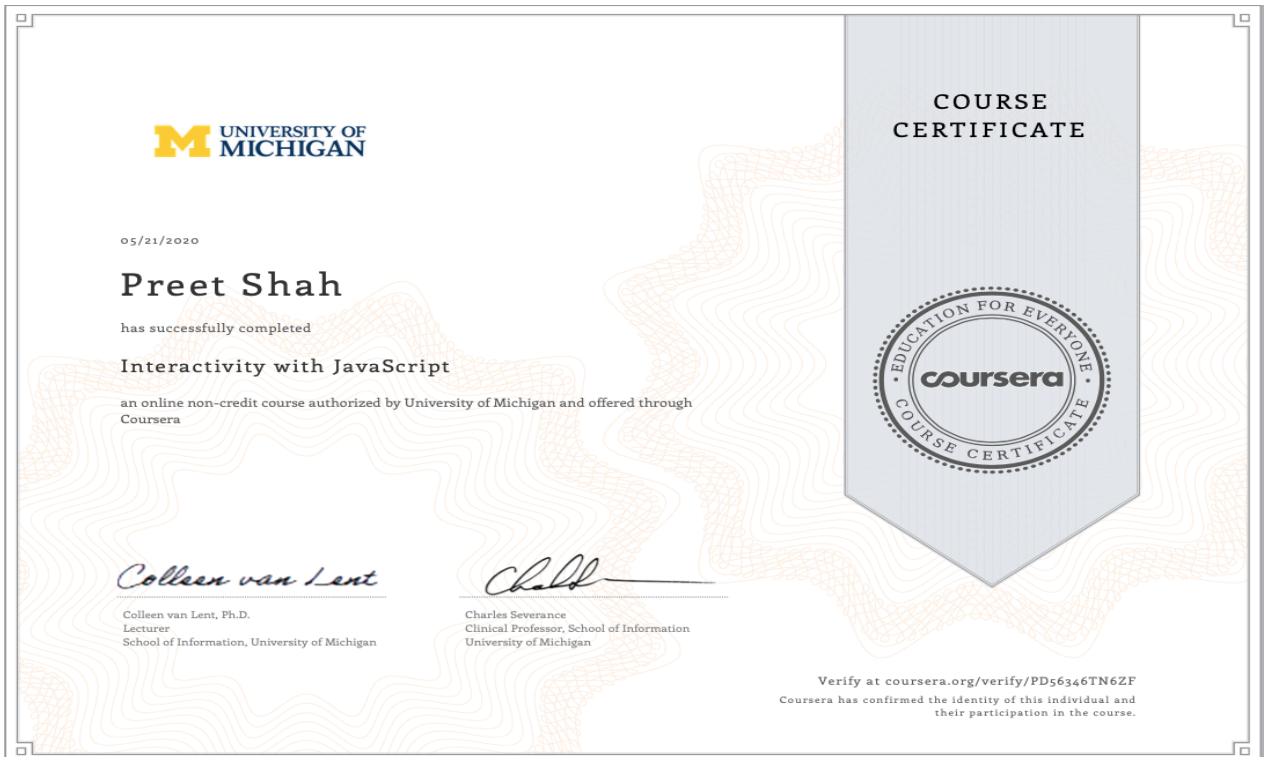 UNIVERSITY OF
MICHIGAN
COURSE
CERTIFICATE
05/21/2020
Preet Shah
has successfully completed
Interactivity with JavaScript
an online non-credit course authorized by University of Michigan and offered through
Coursera
EDUCATION FOR EVERYONE
coursera
COURSE CERTIFICATE
Colleen van Lent
Colleen van Lent, Ph.D.
Lecturer
School of Information, University of Michigan
Charles Severance
Clinical Professor, School of Information
University of Michigan
Verify at coursera.org/verify/PD56346TN6ZF
Coursera has confirmed the identity of this individual and
their participation in the course.